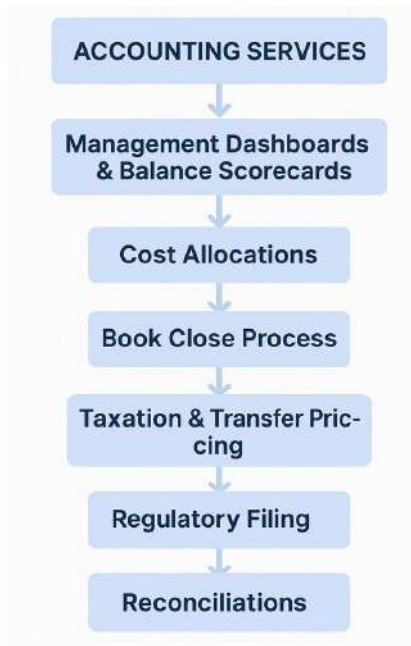 ACCOUNTING SERVICES
Management Dashboards
& Balance Scorecards
Cost Allocations
Book Close Process
Taxation & Transfer Pric-
cing
Regulatory Filing
Reconciliations